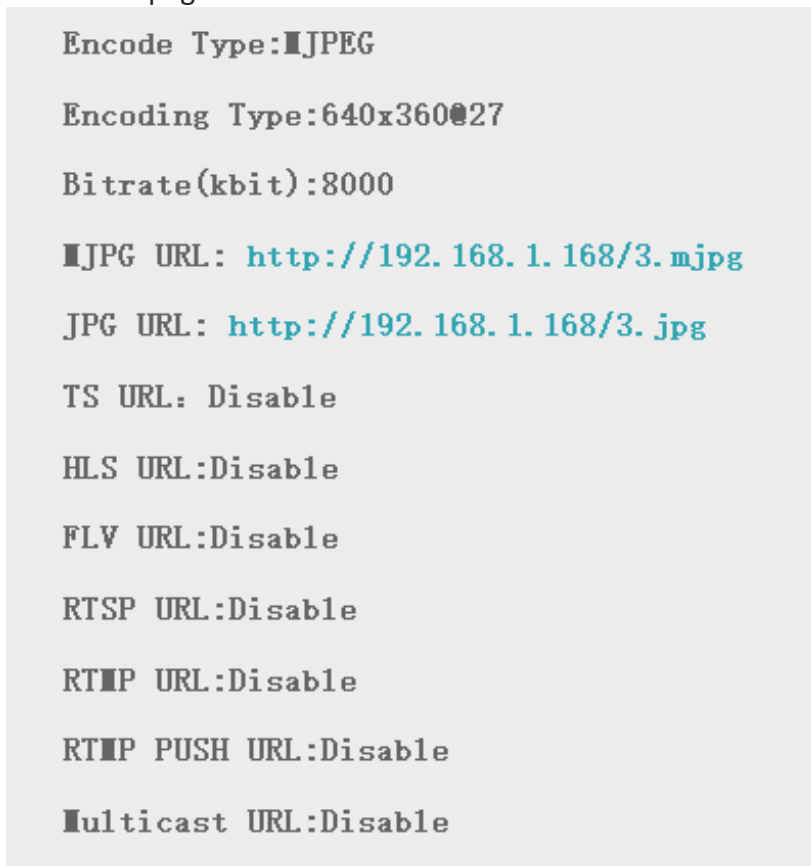 Encode Type:MJPEG
Encoding Type:640x360@27
Bitrate(kbit):8000
MJPG URL: http://192.168.1.168/3.mjpg
JPG URL: http://192.168.1.168/3.jpg
TS URL: Disable
HLS URL:Disable
FLV URL:Disable
RTSP URL:Disable
RTMP URL:Disable
RTMP PUSH URL:Disable
Multicast URL:Disable